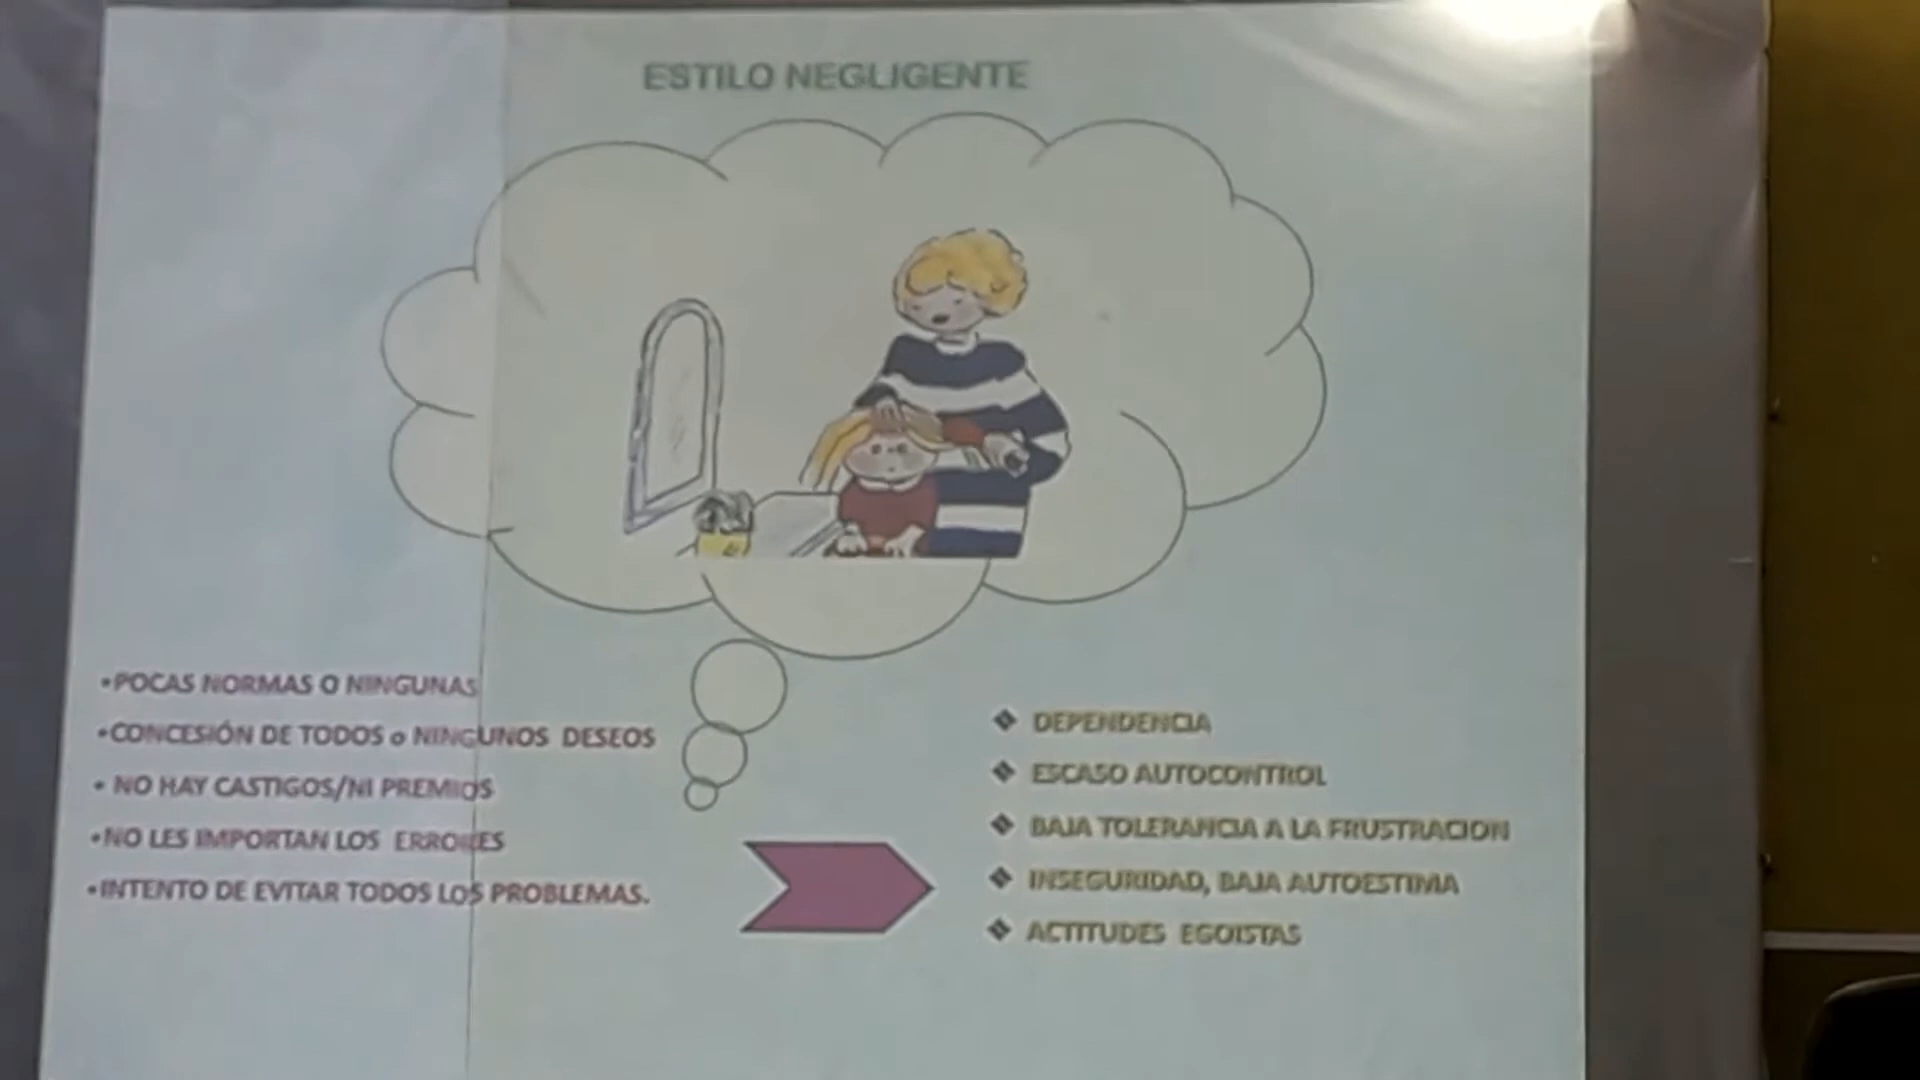 ESTILO NEGLIGENTE
•POCAS NORMAS O NINGUNAS
•CONCESIÓN DE TODOS o NINGUNOS DESEOS
• NO HAY CASTIGOS/NI PREMIOS
•NO LES IMPORTAN LOS ERRORES
•INTENTO DE EVITAR TODOS LOS PROBLEMAS.
❖ DEPENDENCIA
❖ ESCASO AUTOCONTROL
❖ BAJA TOLERANCIA A LA FRUSTRACION
❖ INSEGURIDAD, BAJA AUTOESTIMA
❖ ACTITUDES EGOISTAS